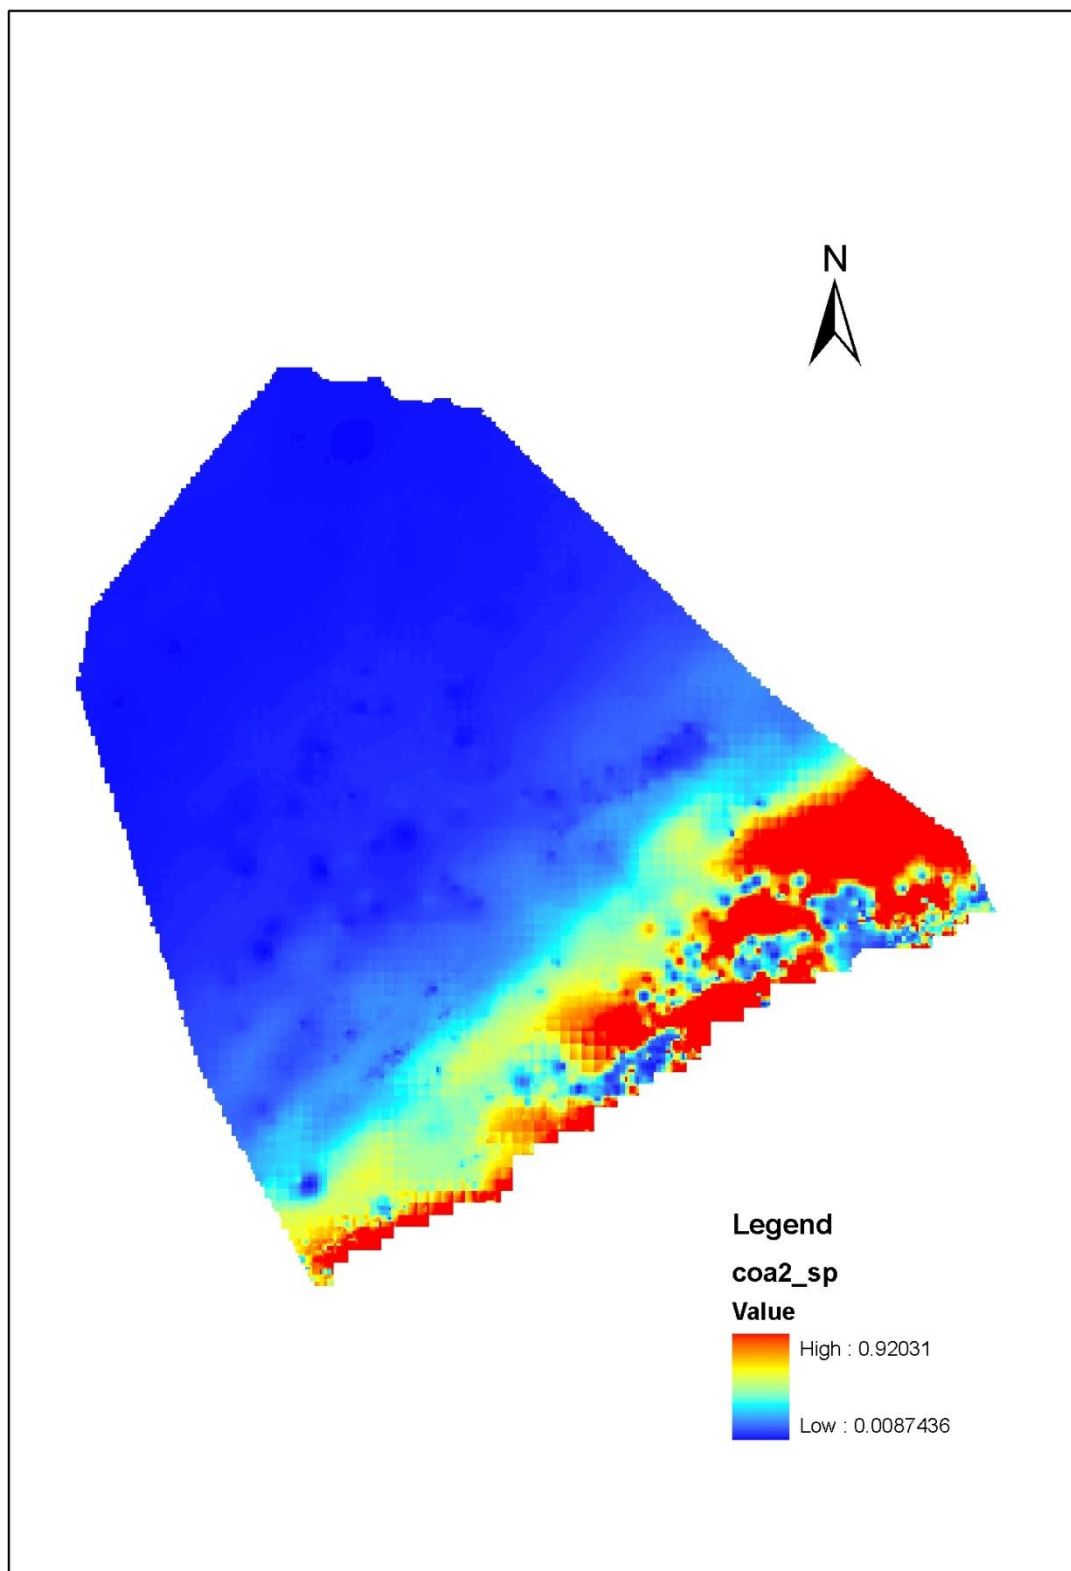 N
Legend
coa2_sp
Value
High : 0.92031
Low : 0.0087436